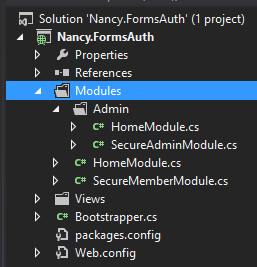 Solution 'Nancy.FormsAuth' (1 project)
Nancy.FormsAuth
Properties
References
Modules
Admin
C# HomeModule.cs
C# SecureAdminModule.cs
C# HomeModule.cs
C# SecureMemberModule.cs
Views
C# Bootstrapper.cs
packages.config
Web.config